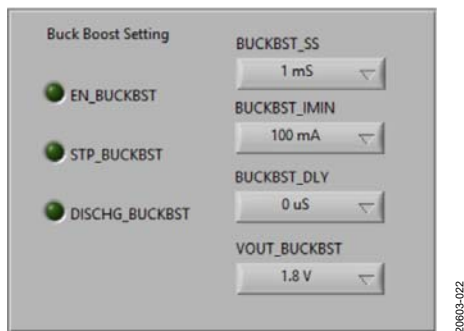 Buck Boost Setting
EN_BUCKBST
STP_BUCKBST
DISCHG_BUCKBST
BUCKBST_SS
1 mS
BUCKBST_IMIN
100 mA
BUCKBST_DLY
0 uS
VOUT_BUCKBST
1.8 V
20603-022